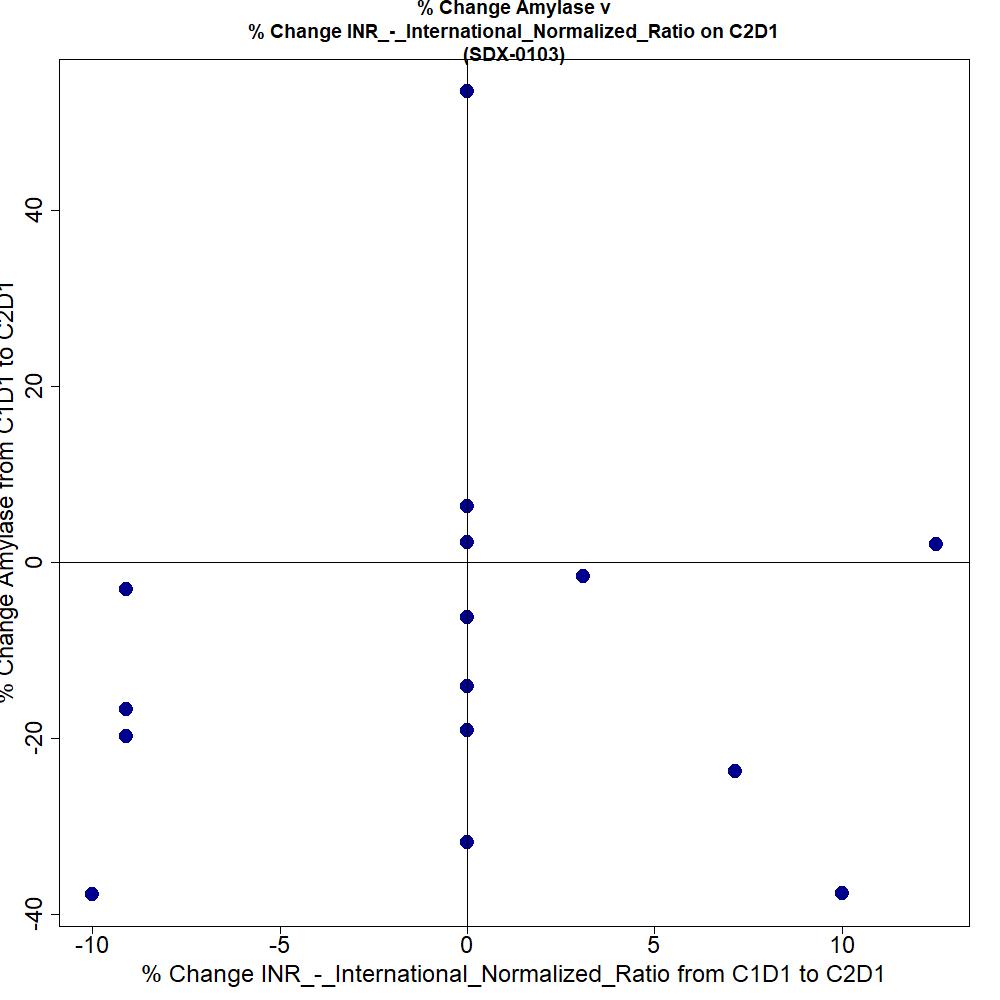 % Change Amylase v
% Change INR_-_International_Normalized_Ratio on C2D1
(SDX-0103)
% Change Amylase from C1D1 to C2D1
40
20
0
-20
-40
-10
-5
0
5
10
% Change INR_-_International_Normalized_Ratio from C1D1 to C2D1